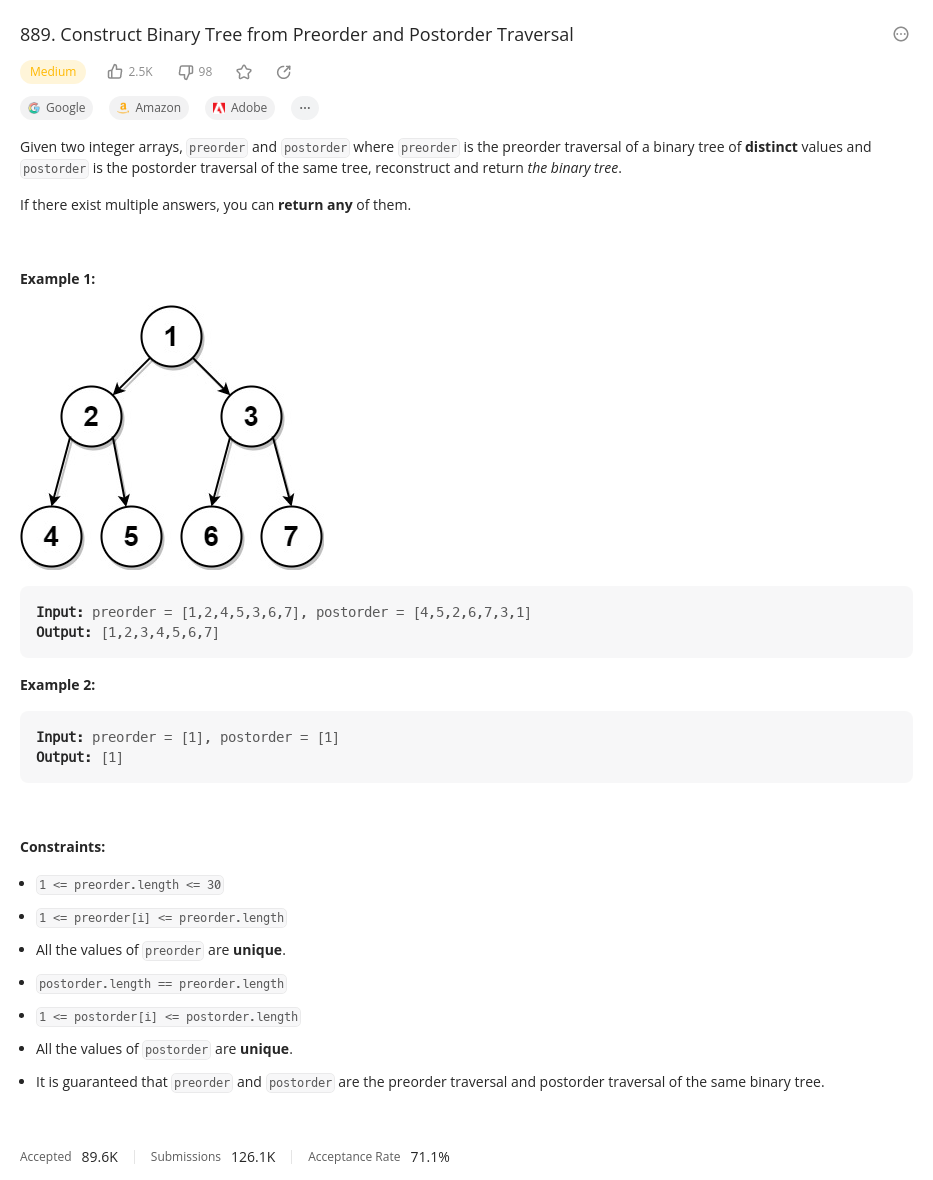 889. Construct Binary Tree from Preorder and Postorder Traversal
Medium 2.5K 98
Google Amazon Adobe ...
Given two integer arrays, preorder and postorder where preorder is the preorder traversal of a binary tree of distinct values and
postorder is the postorder traversal of the same tree, reconstruct and return the binary tree.
If there exist multiple answers, you can return any of them.
Example 1:
1
2 3
4 5 6 7
Input: preorder = [1,2,4,5,3,6,7], postorder = [4,5,2,6,7,3,1]
Output: [1,2,3,4,5,6,7]
Example 2:
Input: preorder = [1], postorder = [1]
Output: [1]
Constraints:
• 1 <= preorder.length <= 30
• 1 <= preorder[i] <= preorder.length
• All the values of preorder are unique.
• postorder.length == preorder.length
• 1 <= postorder[i] <= postorder.length
• All the values of postorder are unique.
• It is guaranteed that preorder and postorder are the preorder traversal and postorder traversal of the same binary tree.
Accepted 89.6K Submissions 126.1K Acceptance Rate 71.1%